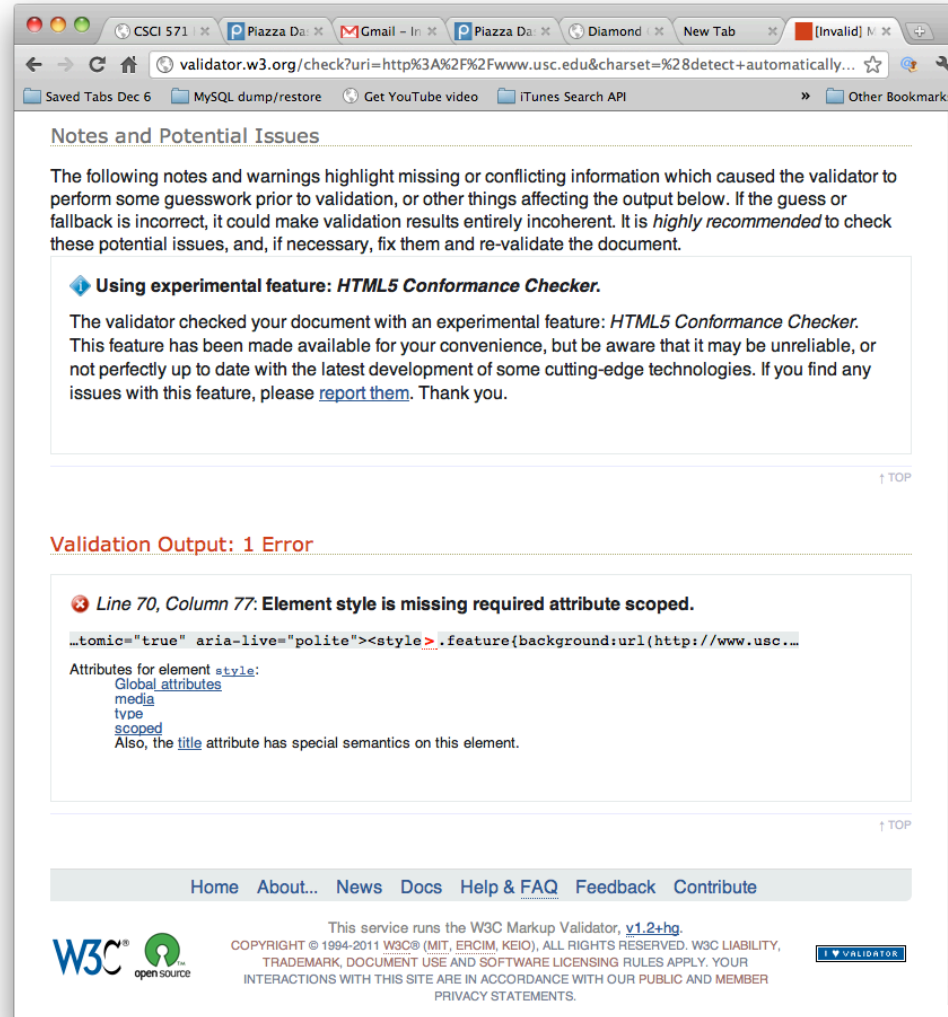 CSCI 571
Piazza Da
Gmail – In
Piazza Da
Diamond
New Tab
[Invalid] M
validator.w3.org/check?uri=http%3A%2F%2Fwww.usc.edu&charset=%28detect+automatically...
Saved Tabs Dec 6
MySQL dump/restore
Get YouTube video
iTunes Search API
»
Other Bookmark
Notes and Potential Issues
The following notes and warnings highlight missing or conflicting information which caused the validator to
perform some guesswork prior to validation, or other things affecting the output below. If the guess or
fallback is incorrect, it could make validation results entirely incoherent. It is highly recommended to check
these potential issues, and, if necessary, fix them and re-validate the document.
Using experimental feature: HTML5 Conformance Checker.
The validator checked your document with an experimental feature: HTML5 Conformance Checker.
This feature has been made available for your convenience, but be aware that it may be unreliable, or
not perfectly up to date with the latest development of some cutting-edge technologies. If you find any
issues with this feature, please report them. Thank you.
↑ TOP
Validation Output: 1 Error
Line 70, Column 77: Element style is missing required attribute scoped.
…tomic="true" aria-live="polite"><style>.feature{background:url(http://www.usc.…
Attributes for element style:
Global attributes
media
type
scoped
Also, the title attribute has special semantics on this element.
↑ TOP
Home About... News Docs Help & FAQ Feedback Contribute
This service runs the W3C Markup Validator, v1.2+hg.
COPYRIGHT © 1994-2011 W3C® (MIT, ERCIM, KEIO), ALL RIGHTS RESERVED. W3C LIABILITY,
TRADEMARK, DOCUMENT USE AND SOFTWARE LICENSING RULES APPLY. YOUR
INTERACTIONS WITH THIS SITE ARE IN ACCORDANCE WITH OUR PUBLIC AND MEMBER
PRIVACY STATEMENTS.
W3C®
open source
I ♥ VALIDATOR